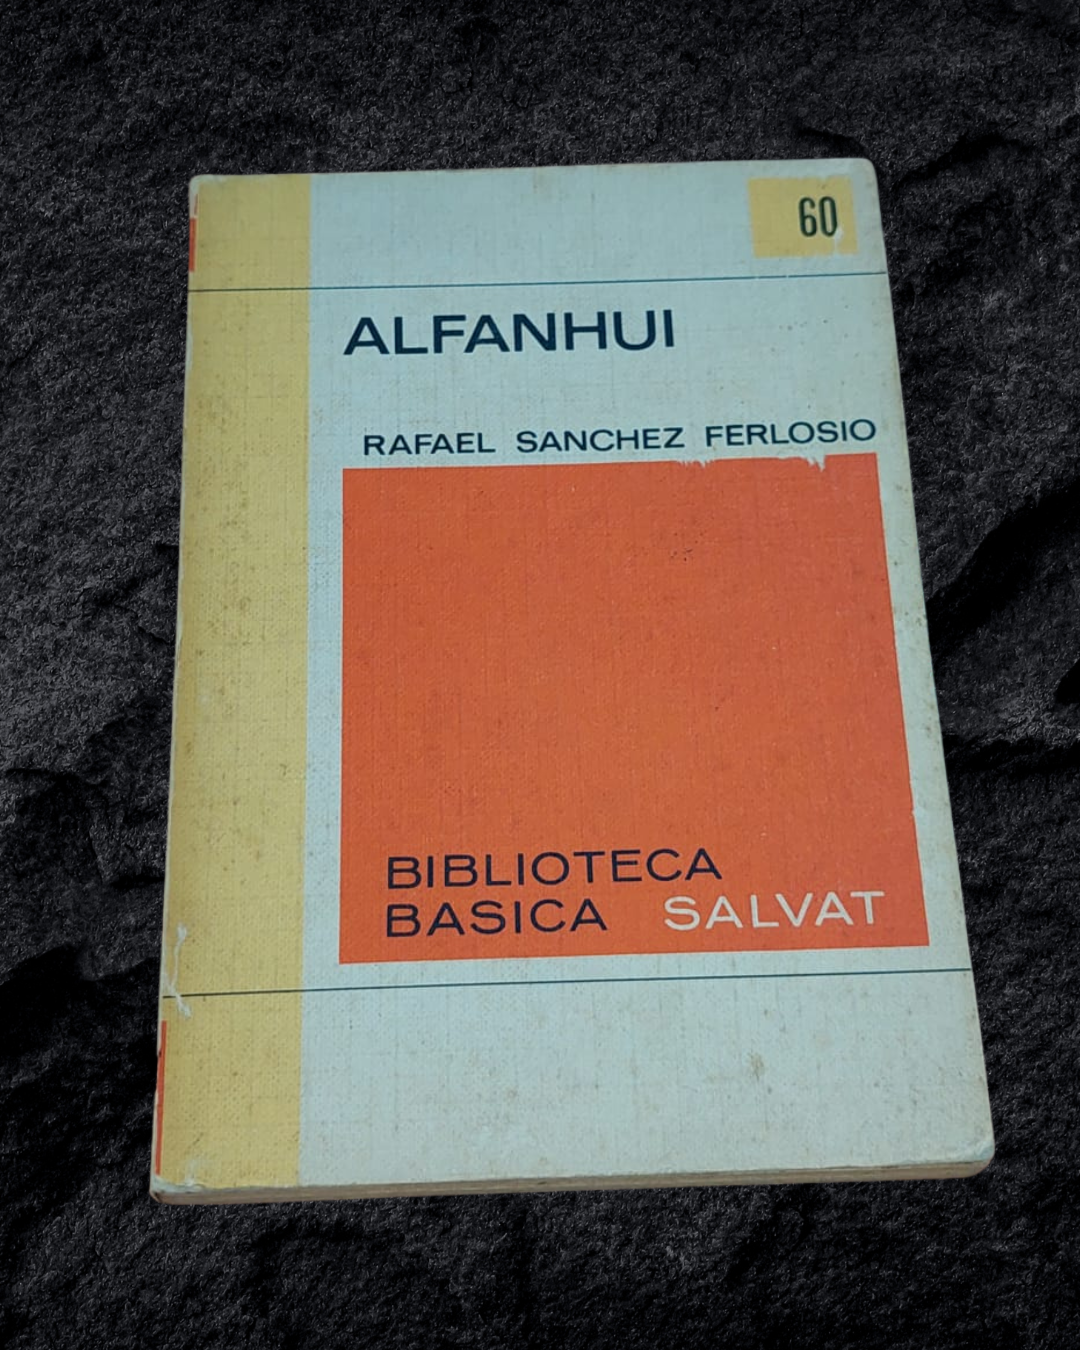 60
ALFANHUI
RAFAEL SANCHEZ FERLOSIO
BIBLIOTECA
BASICA SALVAT